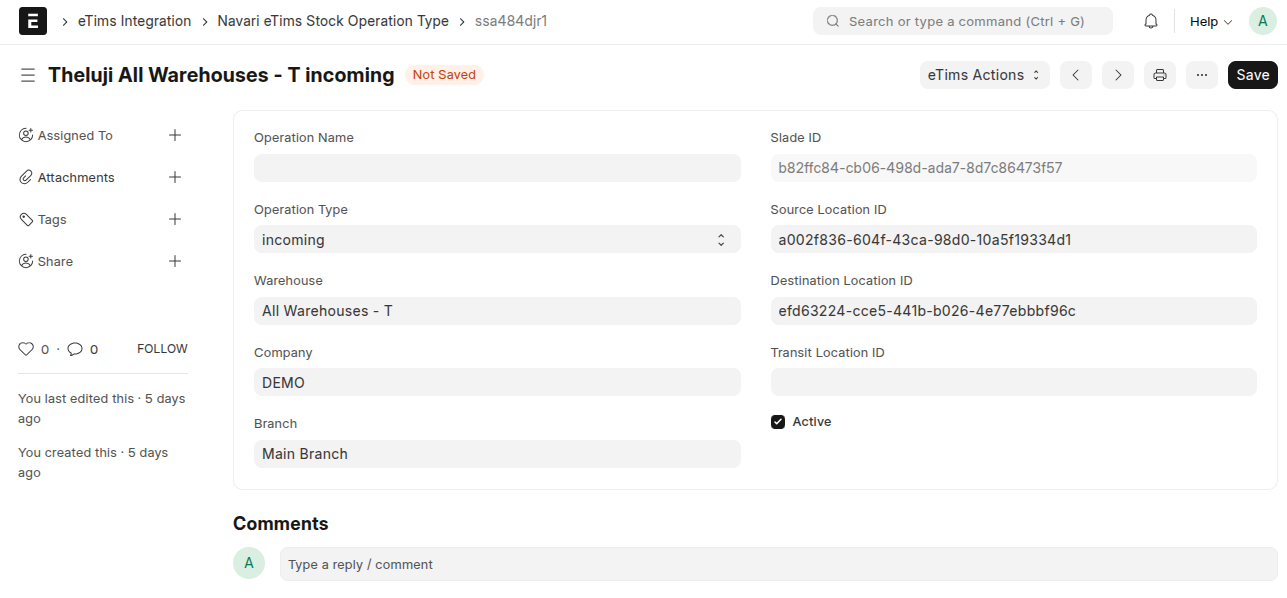 E
eTims Integration
Navari eTims Stock Operation Type
ssa484djr1
Search or type a command (Ctrl + G)
Help
A
Theluji All Warehouses - T incoming
Not Saved
eTims Actions
Save
Assigned To
Attachments
Tags
Share
0 · 0
FOLLOW
You last edited this · 5 days
ago
You created this · 5 days
ago
Operation Name
Operation Type
incoming
Warehouse
All Warehouses - T
Company
DEMO
Branch
Main Branch
Slade ID
b82ffc84-cb06-498d-ada7-8d7c86473f57
Source Location ID
a002f836-604f-43ca-98d0-10a5f19334d1
Destination Location ID
efd63224-cce5-441b-b026-4e77ebbbf96c
Transit Location ID
Active
Comments
A
Type a reply / comment